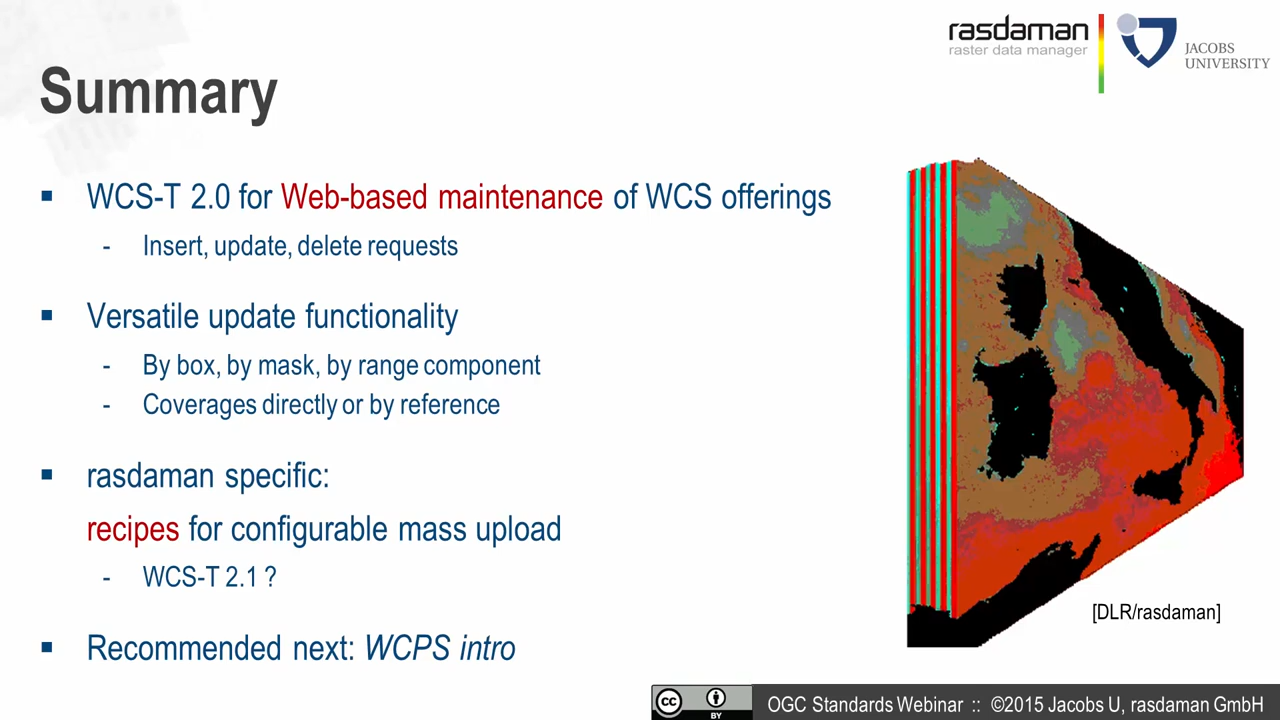 rasdaman
raster data manager
JACOBS
UNIVERSITY
Summary
▪ WCS-T 2.0 for Web-based maintenance of WCS offerings
- Insert, update, delete requests
▪ Versatile update functionality
- By box, by mask, by range component
- Coverages directly or by reference
▪ rasdaman specific:
recipes for configurable mass upload
- WCS-T 2.1 ?
▪ Recommended next: WCPS intro
[DLR/rasdaman]
cc BY
OGC Standards Webinar :: ©2015 Jacobs U, rasdaman GmbH